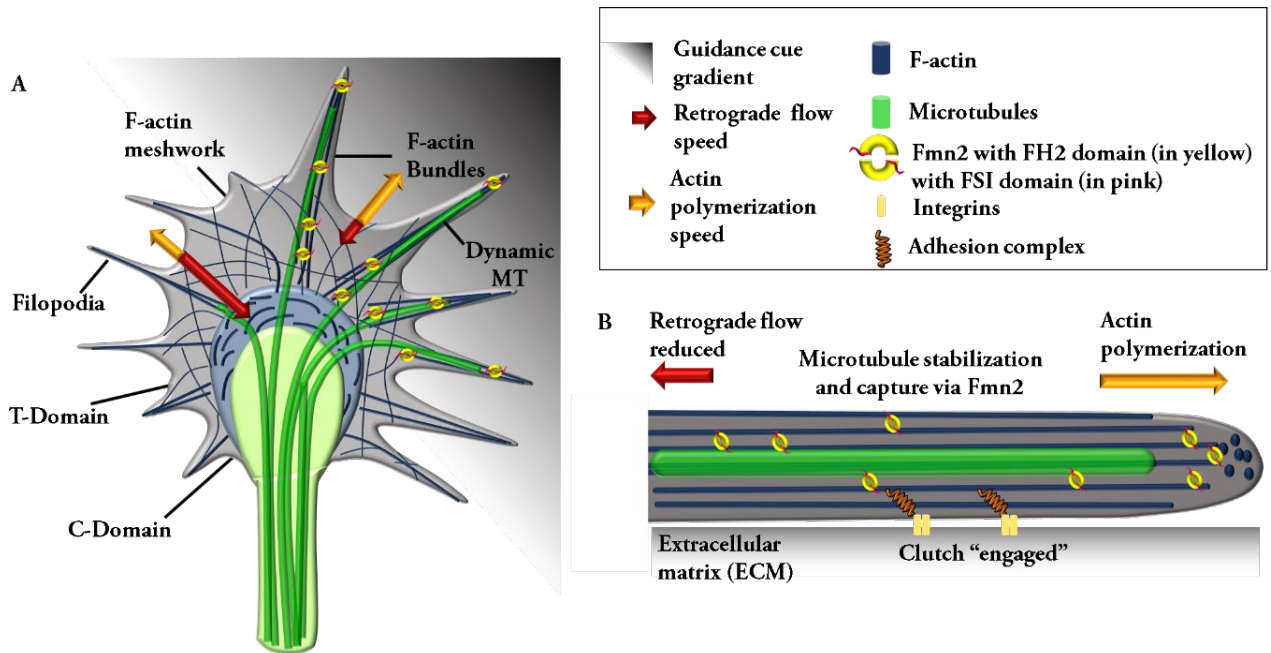 A
F-actin
meshwork
F-actin
Bundles
Dynamic
MT
Filopodia
T-Domain
C-Domain
Guidance cue
gradient
Retrograde flow
speed
Actin
polymerization
speed
F-actin
Microtubules
Fmn2 with FH2 domain (in yellow)
with FSI domain (in pink)
Integrins
Adhesion complex
B
Retrograde flow
reduced
Microtubule stabilization
and capture via Fmn2
Actin
polymerization
Extracellular
matrix (ECM)
Clutch “engaged”